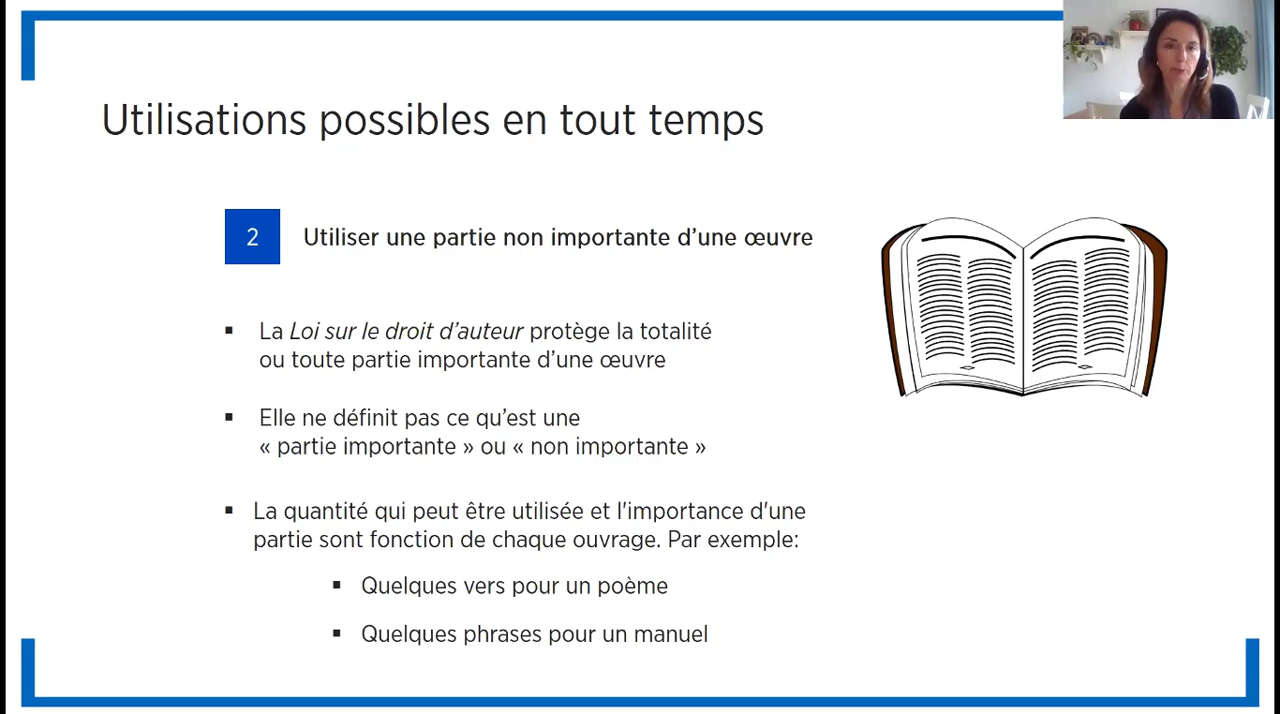 Utilisations possibles en tout temps
2
Utiliser une partie non importante d’une œuvre
▪ La Loi sur le droit d’auteur protège la totalité
ou toute partie importante d’une œuvre
▪ Elle ne définit pas ce qu’est une
« partie importante » ou « non importante »
▪ La quantité qui peut être utilisée et l'importance d'une
partie sont fonction de chaque ouvrage. Par exemple:
▪ Quelques vers pour un poème
▪ Quelques phrases pour un manuel